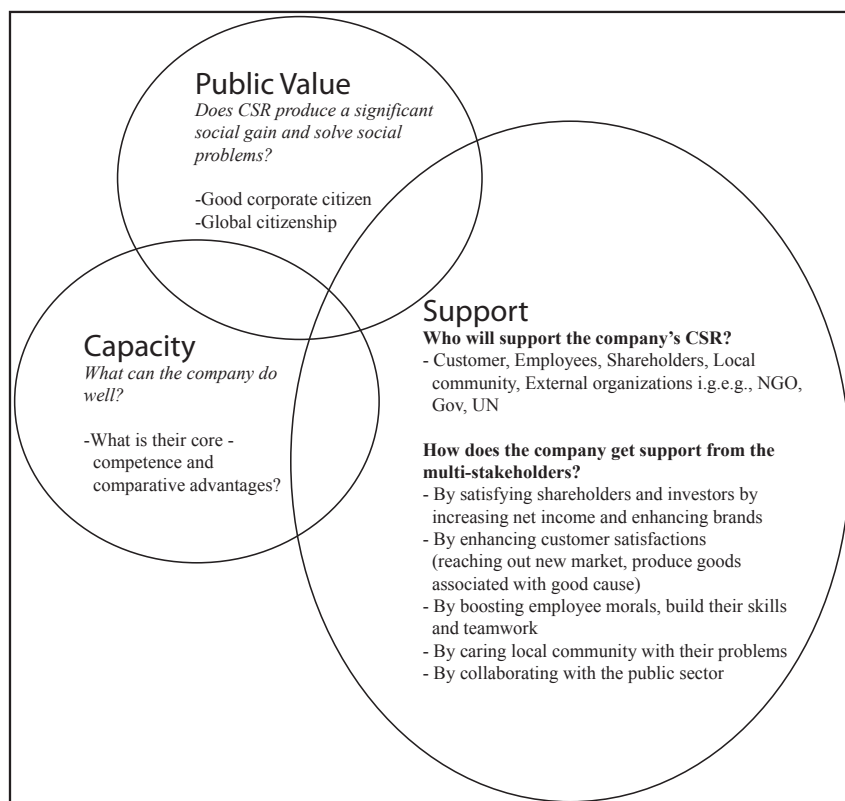 Public Value
Does CSR produce a significant
social gain and solve social
problems?
-Good corporate citizen
-Global citizenship
Capacity
What can the company do
well?
-What is their core -
competence and
comparative advantages?
Support
Who will support the company's CSR?
- Customer, Employees, Shareholders, Local
community, External organizations i.g.e.g., NGO,
Gov, UN
How does the company get support from the
multi-stakeholders?
- By satisfying shareholders and investors by
increasing net income and enhancing brands
- By enhancing customer satisfactions
(reaching out new market, produce goods
associated with good cause)
- By boosting employee morals, build their skills
and teamwork
- By caring local community with their problems
- By collaborating with the public sector